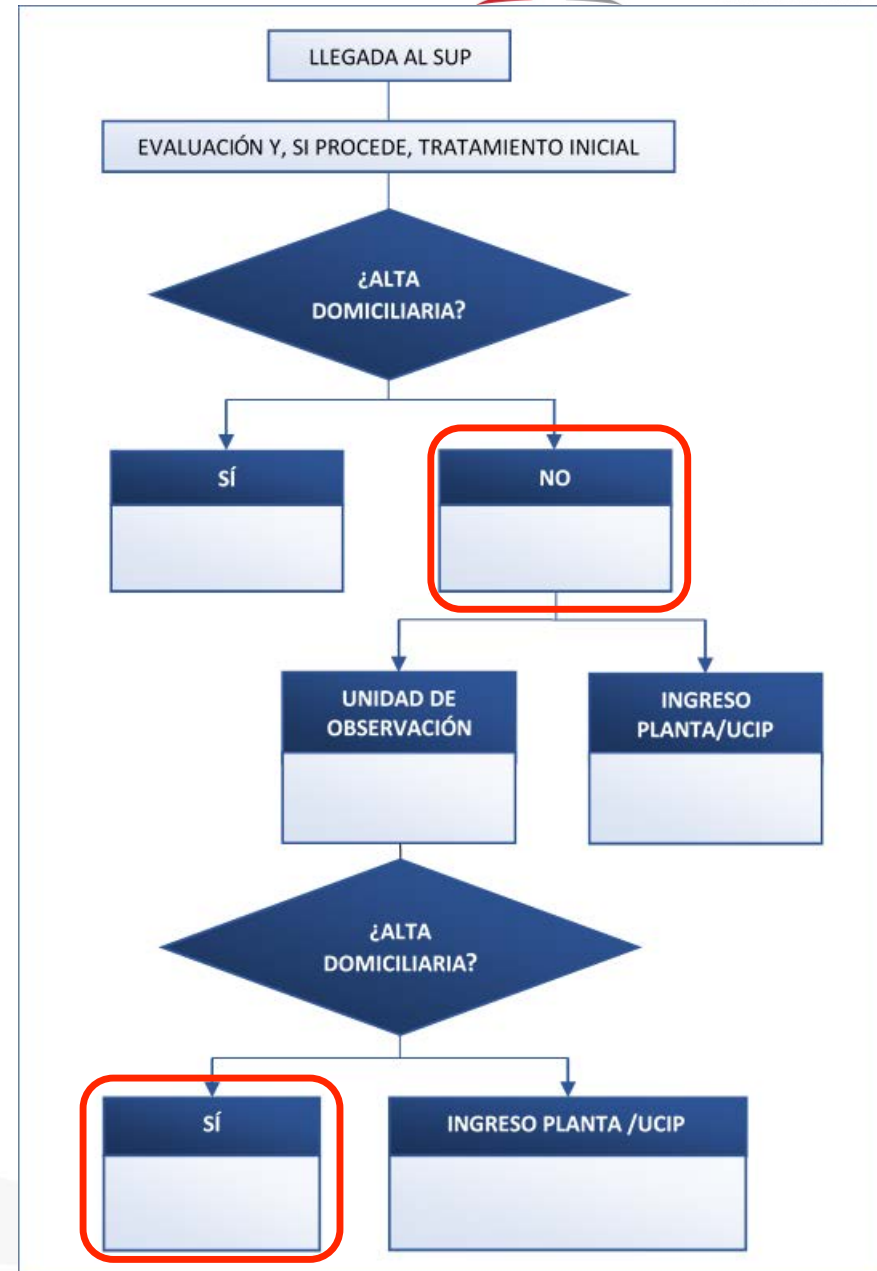 LLEGADA AL SUP
EVALUACIÓN Y, SI PROCEDE, TRATAMIENTO INICIAL
¿ALTA
DOMICILIARIA?
SÍ
NO
UNIDAD DE
OBSERVACIÓN
INGRESO
PLANTA/UCIP
¿ALTA
DOMICILIARIA?
SÍ
INGRESO PLANTA /UCIP